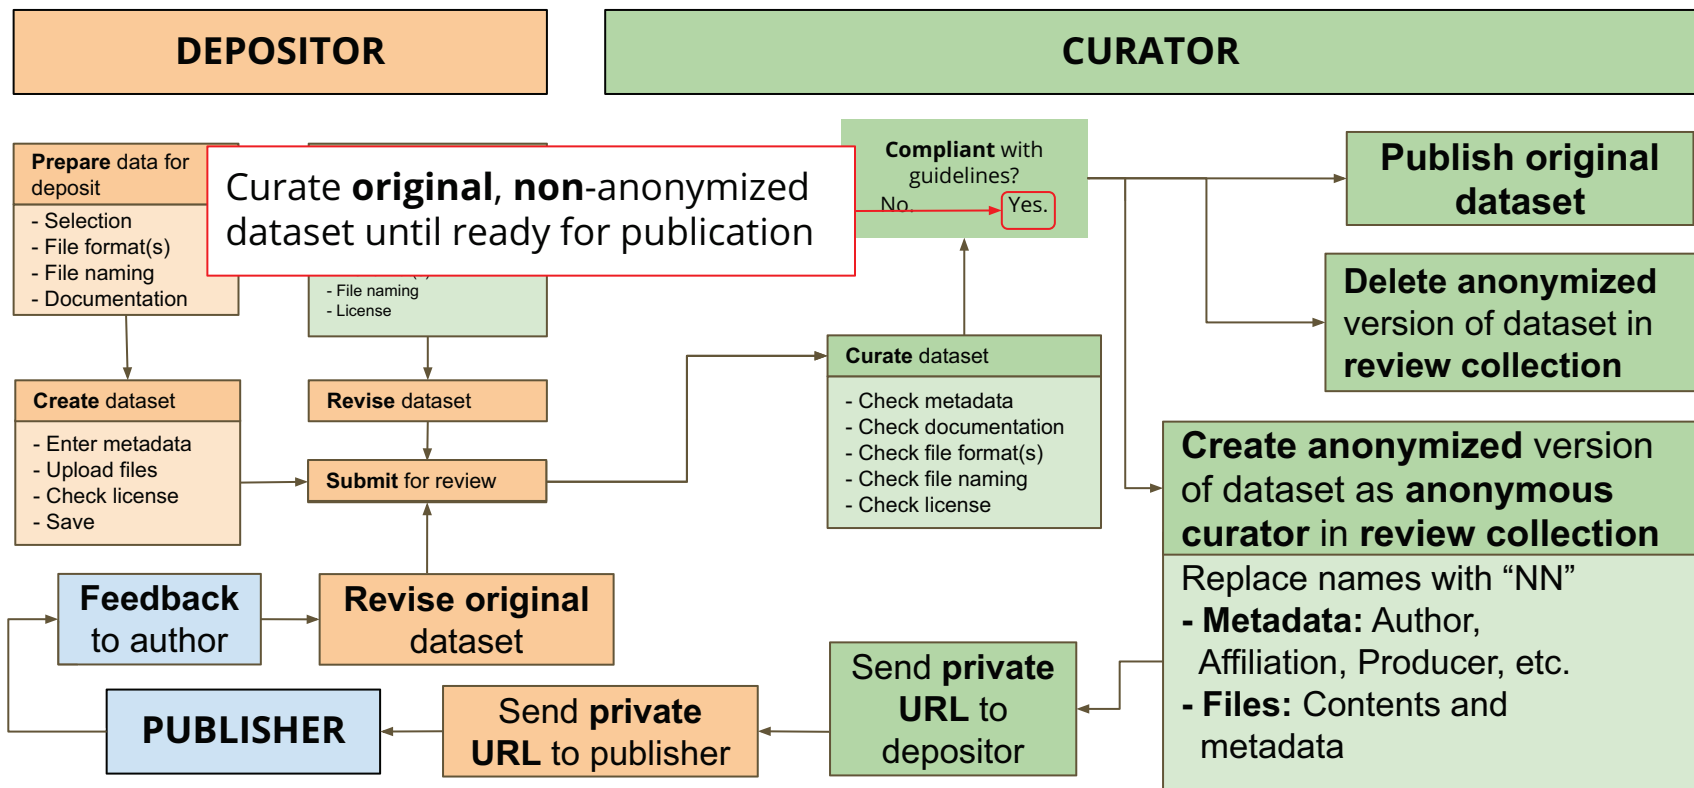 DEPOSITOR
CURATOR
Prepare data for
deposit
- Selection
- File format(s)
- File naming
- Documentation
Curate original, non-anonymized
dataset until ready for publication
- File naming
- License
Compliant with
guidelines?
No.
Yes.
Publish original
dataset
Delete anonymized
version of dataset in
review collection
Create dataset
- Enter metadata
- Upload files
- Check license
- Save
Revise dataset
Submit for review
Curate dataset
- Check metadata
- Check documentation
- Check file format(s)
- Check file naming
- Check license
Create anonymized version
of dataset as anonymous
curator in review collection
Replace names with “NN”
- Metadata: Author,
Affiliation, Producer, etc.
- Files: Contents and
metadata
Feedback
to author
Revise original
dataset
Send private
URL to
depositor
Send private
URL to publisher
PUBLISHER